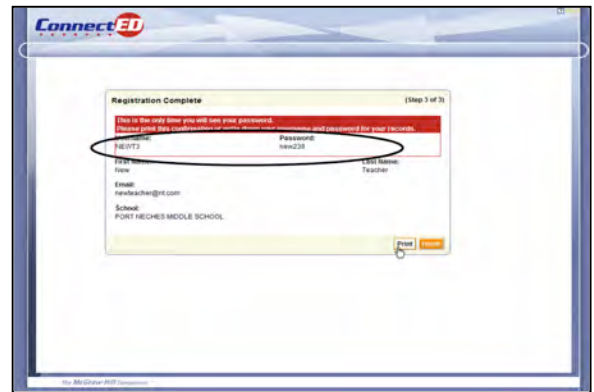 ConnectED
Registration Complete (Step 3 of 3)
This is the only time you will see your password.
Please print this confirmation or write down your username and password for your records.
Username: Password:
NEWT3 new238
First Name: Last Name:
New Teacher
Email:
newteacher@nt.com
School:
PORT NECHES MIDDLE SCHOOL
Print
The McGraw-Hill Companies